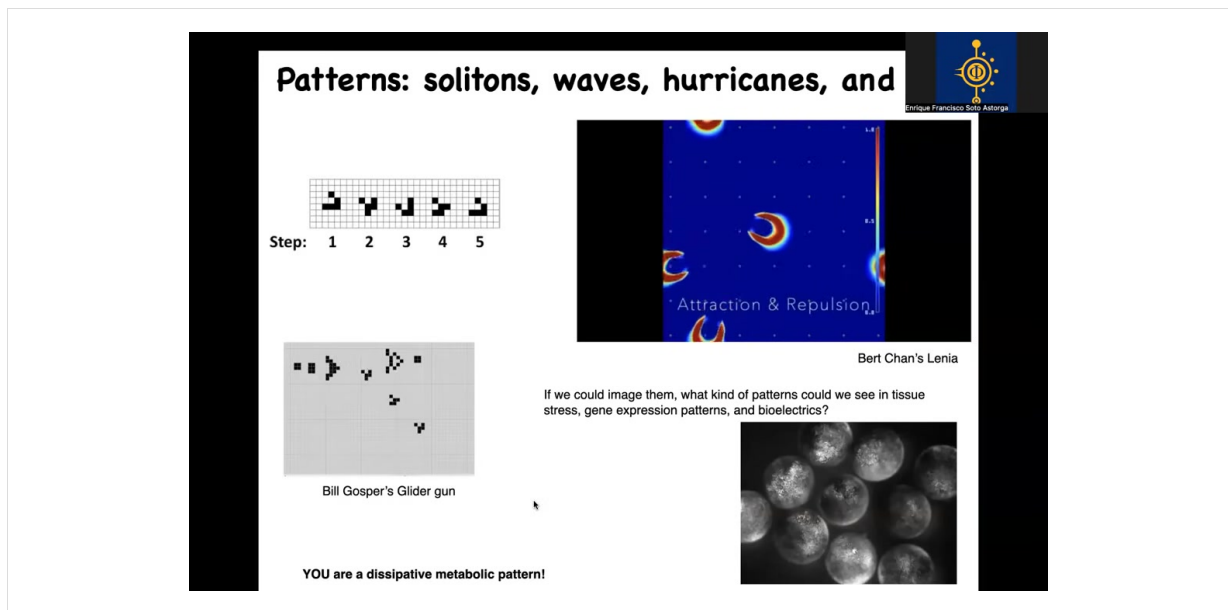 Patterns: solitons, waves, hurricanes, and
Enrique Francisco Soto Astorga
Step: 1 2 3 4 5
Attraction & Repulsion
Bert Chan's Lenia
If we could image them, what kind of patterns could we see in tissue
stress, gene expression patterns, and bioelectrics?
Bill Gosper's Glider gun
YOU are a dissipative metabolic pattern!